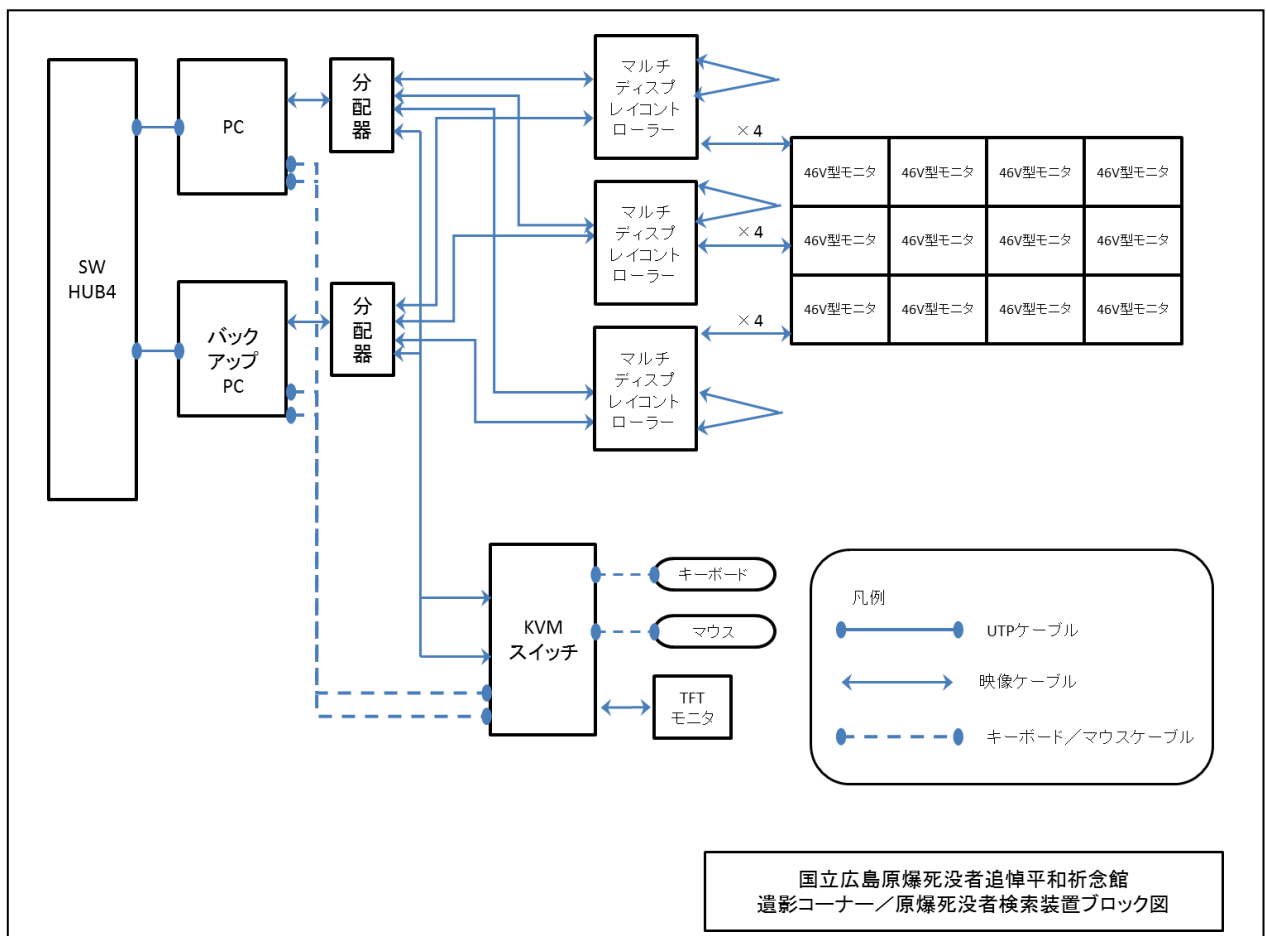 SW
HUB4
PC
分
配
器
バック
アップ
PC
分
配
器
マルチ
ディスプ
レイコント
ローラー
マルチ
ディスプ
レイコント
ローラー
マルチ
ディスプ
レイコント
ローラー
×4
×4
×4
46V型モニタ 46V型モニタ 46V型モニタ 46V型モニタ
46V型モニタ 46V型モニタ 46V型モニタ 46V型モニタ
46V型モニタ 46V型モニタ 46V型モニタ 46V型モニタ
KVM
スイッチ
キーボード
マウス
TFT
モニタ
凡例
UTPケーブル
映像ケーブル
キーボード／マウスケーブル
国立広島原爆死没者追悼平和祈念館
遺影コーナー／原爆死没者検索装置ブロック図